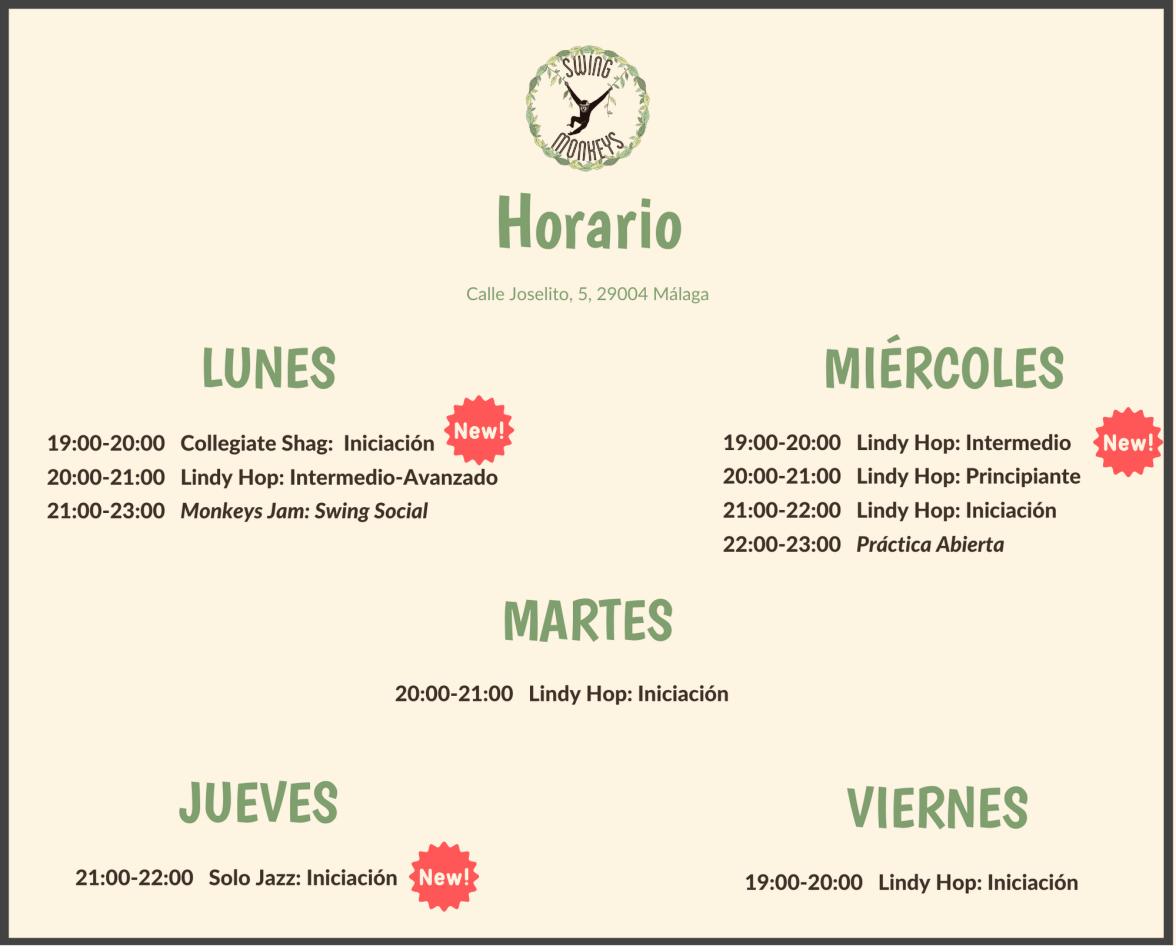 SWING
MONKEYS
Horario
Calle Joselito, 5, 29004 Málaga
LUNES
19:00-20:00 Collegiate Shag: Iniciación New!
20:00-21:00 Lindy Hop: Intermedio-Avanzado
21:00-23:00 Monkeys Jam: Swing Social
MIÉRCOLES
19:00-20:00 Lindy Hop: Intermedio New!
20:00-21:00 Lindy Hop: Principiante
21:00-22:00 Lindy Hop: Iniciación
22:00-23:00 Práctica Abierta
MARTES
20:00-21:00 Lindy Hop: Iniciación
JUEVES
21:00-22:00 Solo Jazz: Iniciación New!
VIERNES
19:00-20:00 Lindy Hop: Iniciación